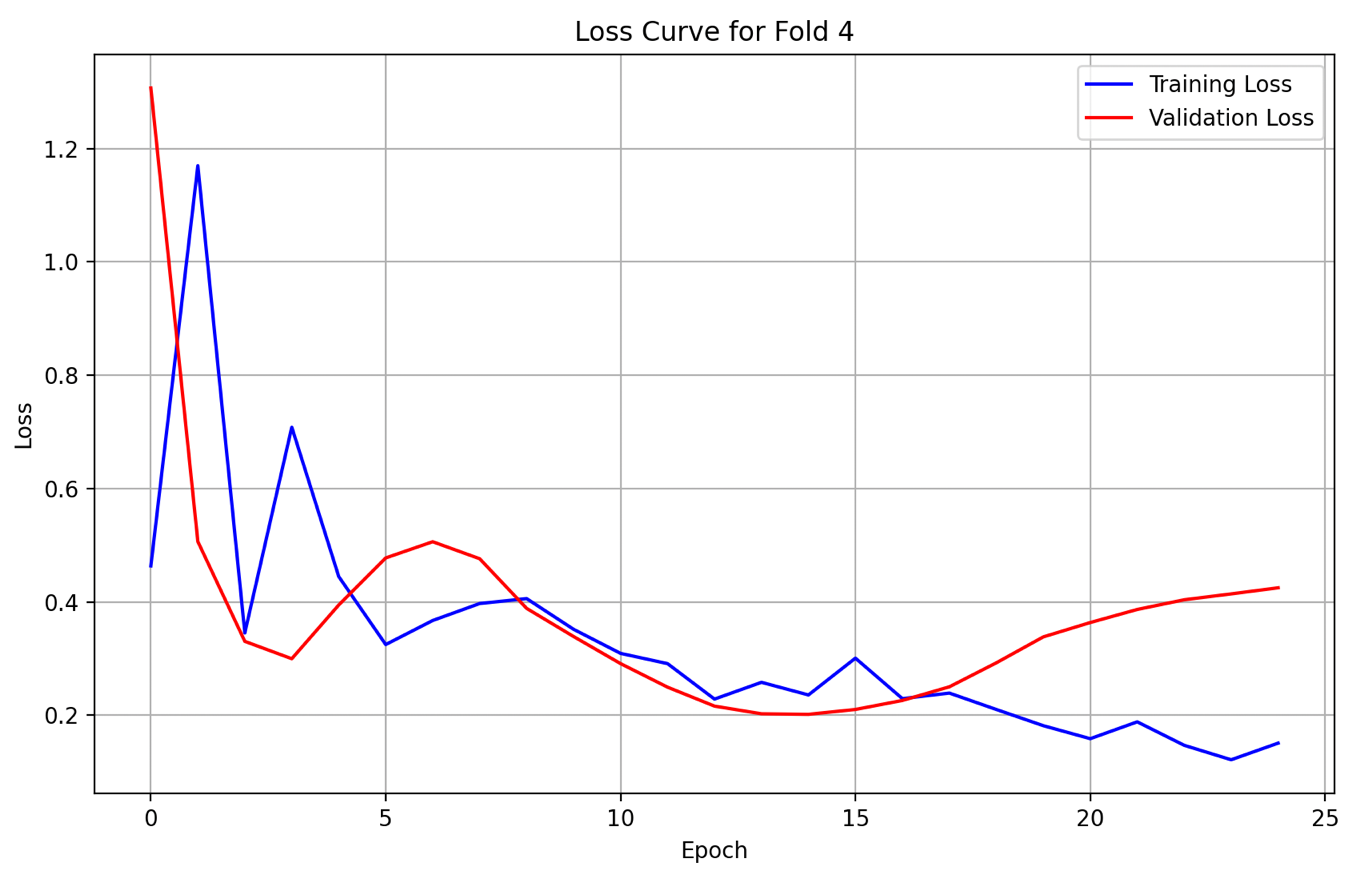 Loss Curve for Fold 4
Training Loss
Validation Loss
1.2
1.0
0.8
0.6
0.4
0.2
Loss
0 5 10 15 20 25
Epoch